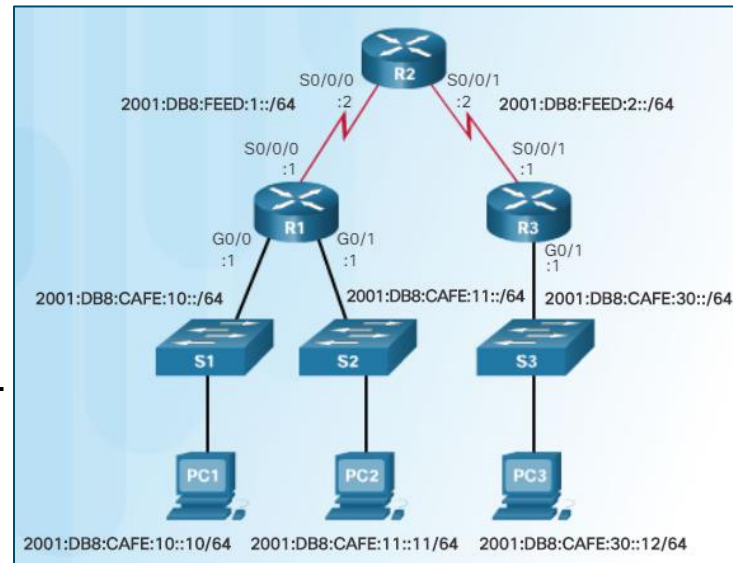 R2
S0/0/0
:2
S0/0/1
:2
2001:DB8:FEED:1::/64
2001:DB8:FEED:2::/64
S0/0/0
:1
S0/0/1
:1
R1
R3
G0/0
:1
G0/1
:1
G0/1
:1
2001:DB8:CAFE:10::/64
2001:DB8:CAFE:11::/64
2001:DB8:CAFE:30::/64
S1
S2
S3
PC1
PC2
PC3
2001:DB8:CAFE:10::10/64
2001:DB8:CAFE:11::11/64
2001:DB8:CAFE:30::12/64